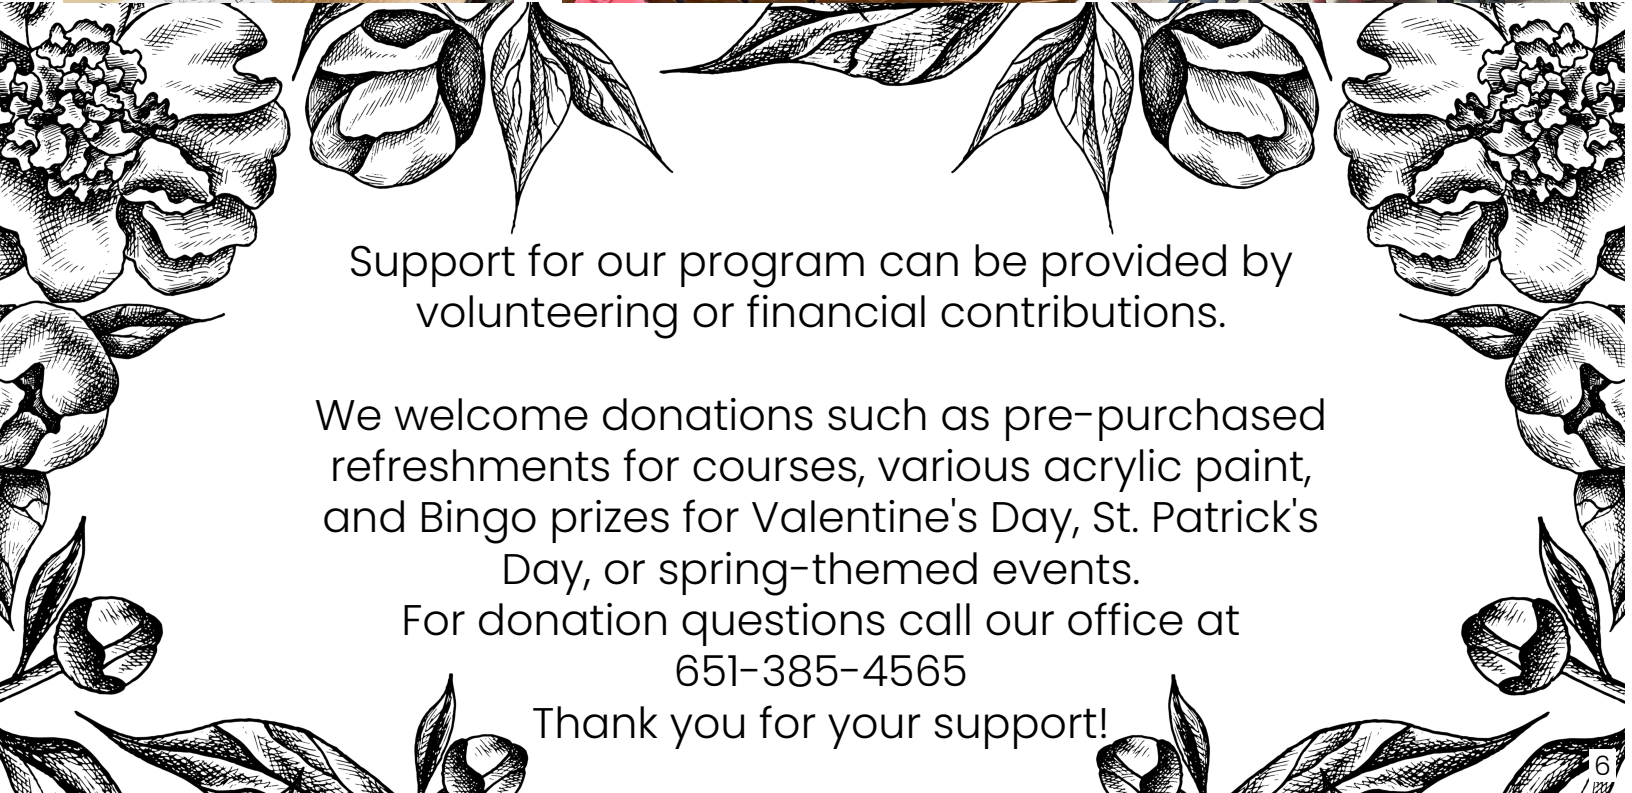 Support for our program can be provided by
volunteering or financial contributions.
We welcome donations such as pre-purchased
refreshments for courses, various acrylic paint,
and Bingo prizes for Valentine's Day, St. Patrick's
Day, or spring-themed events.
For donation questions call our office at
651-385-4565
Thank you for your support!
6